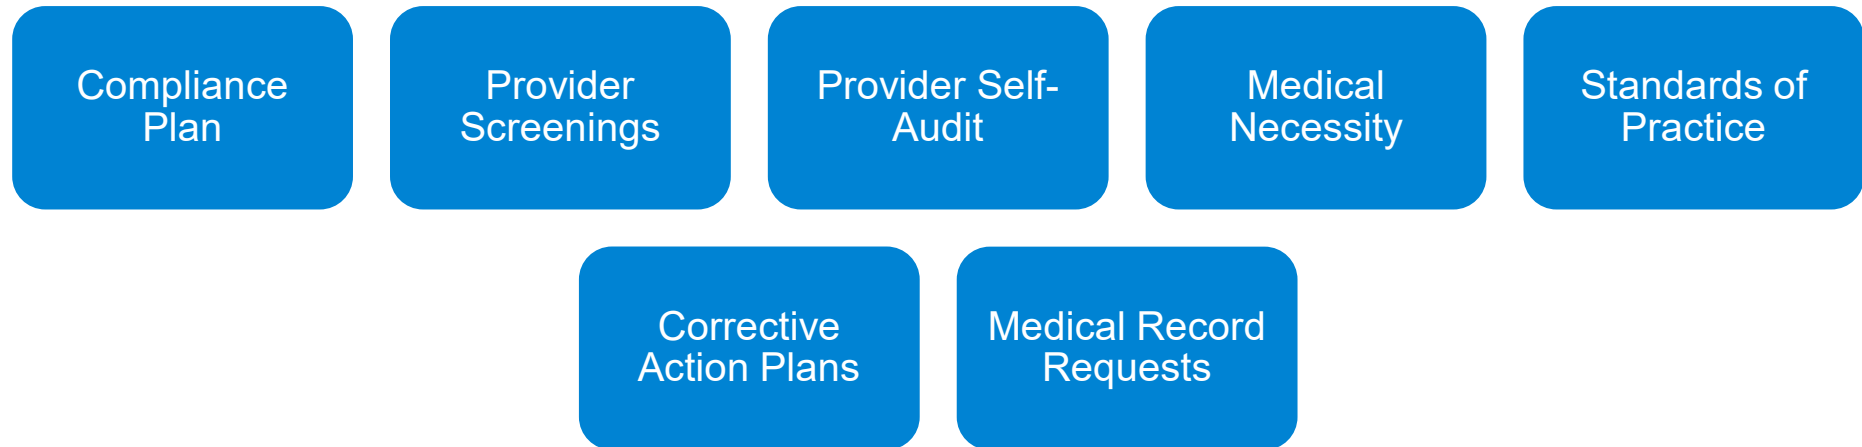 Compliance
Plan
Provider
Screenings
Provider Self-
Audit
Medical
Necessity
Standards of
Practice
Corrective
Action Plans
Medical Record
Requests